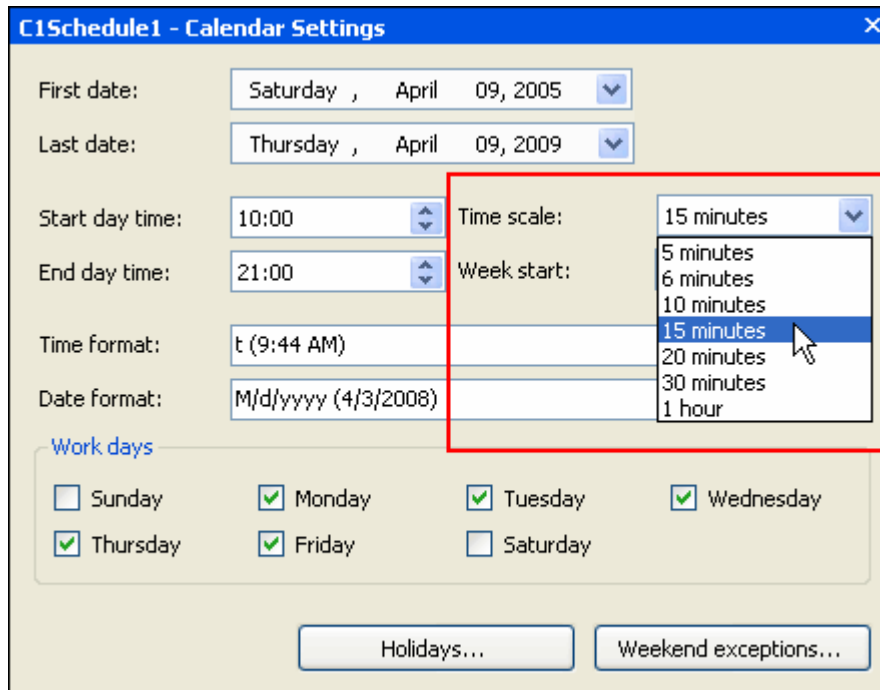 C1Schedule1 - Calendar Settings
First date: Saturday , April 09, 2005
Last date: Thursday , April 09, 2009
Start day time: 10:00 Time scale: 15 minutes
End day time: 21:00 Week start:
5 minutes
6 minutes
10 minutes
15 minutes
20 minutes
30 minutes
1 hour
Time format: t (9:44 AM)
Date format: M/d/yyyy (4/3/2008)
Work days
Sunday Monday Tuesday Wednesday
Thursday Friday Saturday
Holidays... Weekend exceptions...